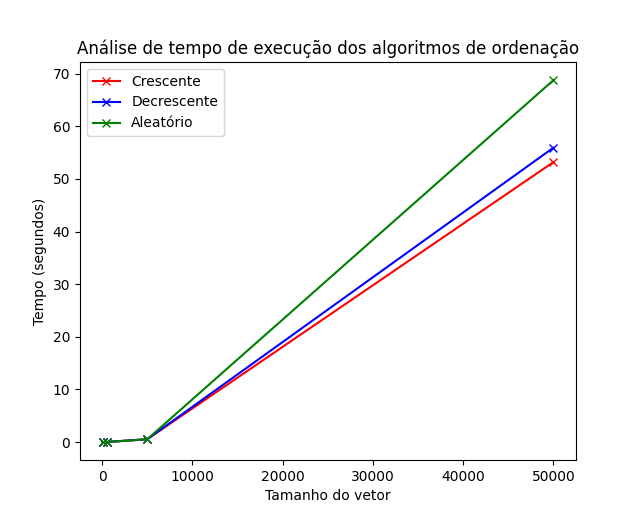 Análise de tempo de execução dos algoritmos de ordenação
Crescente
Decrescente
Aleatório
70
60
50
40
30
20
10
0
Tempo (segundos)
0 10000 20000 30000 40000 50000
Tamanho do vetor